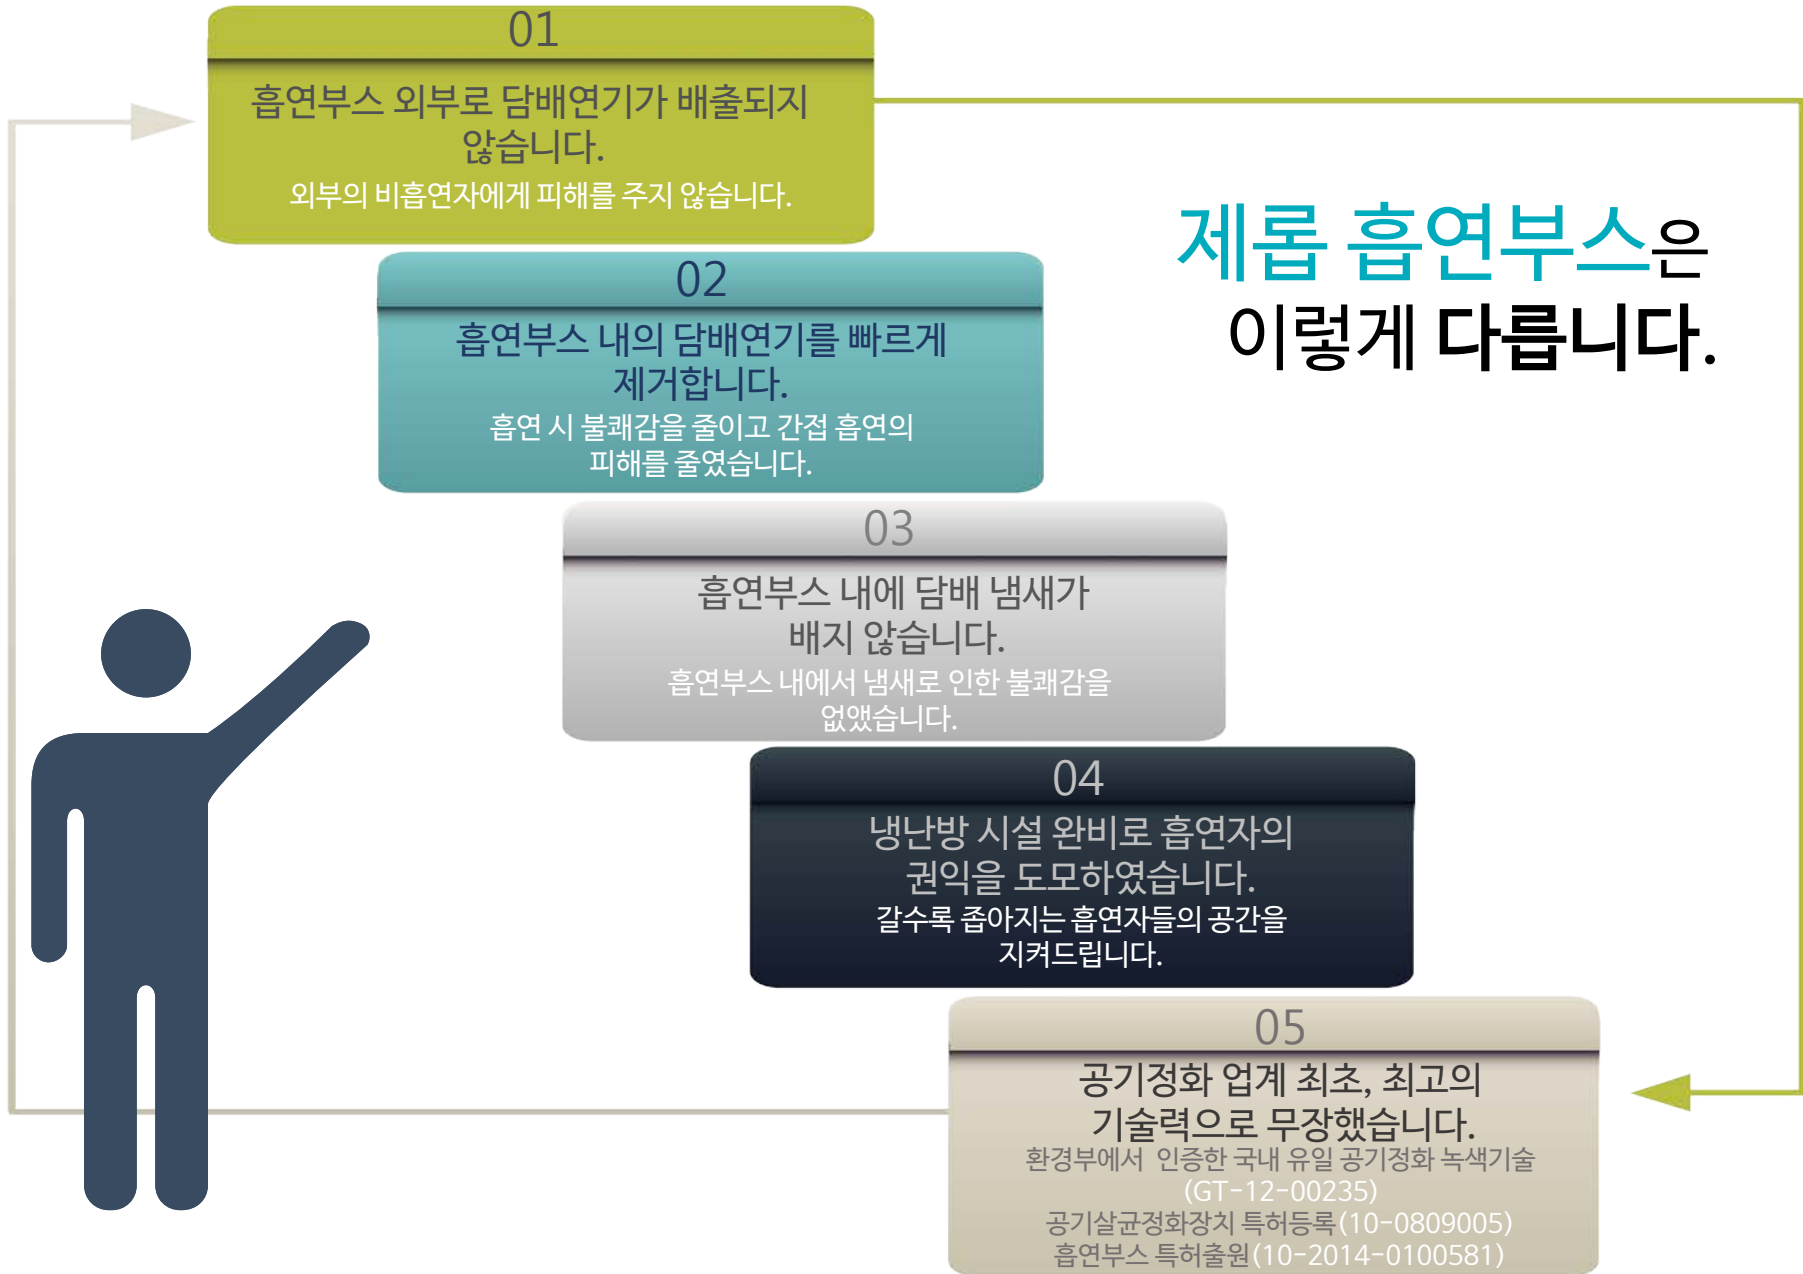 01
흡연부스 외부로 담배연기가 배출되지
않습니다.
외부의 비흡연자에게 피해를 주지 않습니다.
제롭 흡연부스은
이렇게 다릅니다.
02
흡연부스 내의 담배연기를 빠르게
제거합니다.
흡연 시 불쾌감을 줄이고 간접 흡연의
피해를 줄였습니다.
03
흡연부스 내에 담배 냄새가
배지 않습니다.
흡연부스 내에서 냄새로 인한 불쾌감을
없앴습니다.
04
냉난방 시설 완비로 흡연자의
권익을 도모하였습니다.
갈수록 좁아지는 흡연자들의 공간을
지켜드립니다.
05
공기정화 업계 최초, 최고의
기술력으로 무장했습니다.
환경부에서 인증한 국내 유일 공기정화 녹색기술
(GT-12-00235)
공기살균정화장치 특허등록(10-0809005)
흡연부스 특허출원(10-2014-0100581)